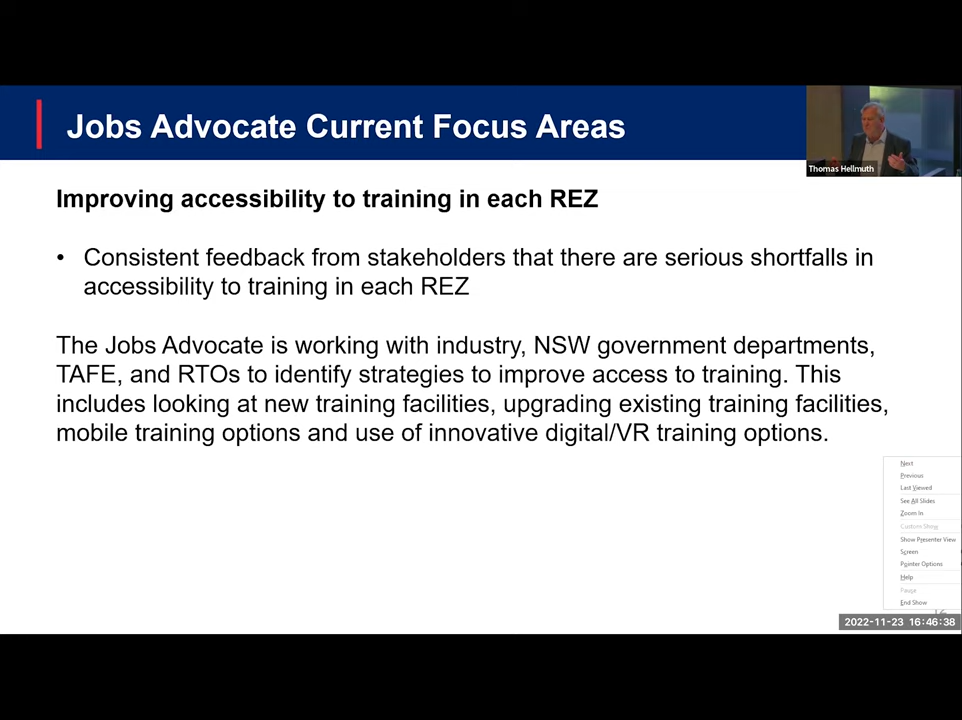 Jobs Advocate Current Focus Areas
Thomas Hellmuth
Improving accessibility to training in each REZ
• Consistent feedback from stakeholders that there are serious shortfalls in
accessibility to training in each REZ
The Jobs Advocate is working with industry, NSW government departments,
TAFE, and RTOs to identify strategies to improve access to training. This
includes looking at new training facilities, upgrading existing training facilities,
mobile training options and use of innovative digital/VR training options.
Next
Previous
Last Viewed
See All Slides
Zoom In
Custom Show
Show Presenter View
Screen
Pointer Options
Help
Pause
End Show
2022-11-23 16:46:38